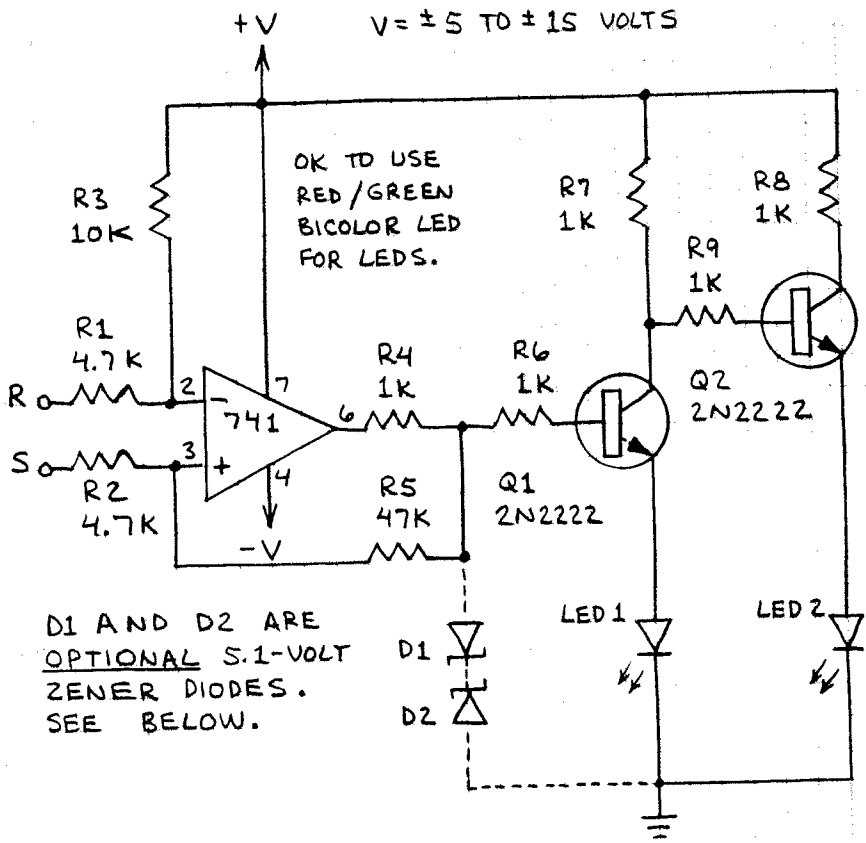 +V
V = ±5 TO ±15 VOLTS
OK TO USE
RED/GREEN
BICOLOR LED
FOR LEDS.
R3
10K
R7
1K
R8
1K
R9
1K
R1
4.7K
R
2
-
7
741
6
R4
1K
R6
1K
Q2
2N2222
S
3
+
4
R2
4.7K
-V
R5
47K
Q1
2N2222
D1 AND D2 ARE
OPTIONAL 5.1-VOLT
ZENER DIODES.
SEE BELOW.
D1
D2
LED 1
LED 2